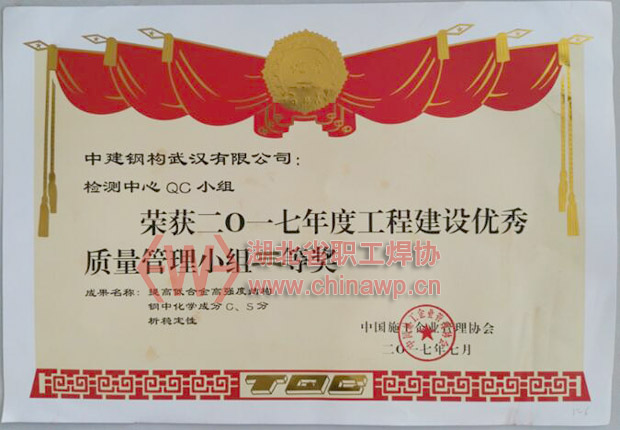 中建钢构武汉有限公司：
检测中心QC小组
荣获二O一七年度工程建设优秀
质量管理小组等奖
湖北省职工焊协
www.chinawp.com
成果名称：提高低合金高强度结构
钢中化学成分C、S分
析稳定性
中国施工企业管理协会
二〇一七年七月
TQC